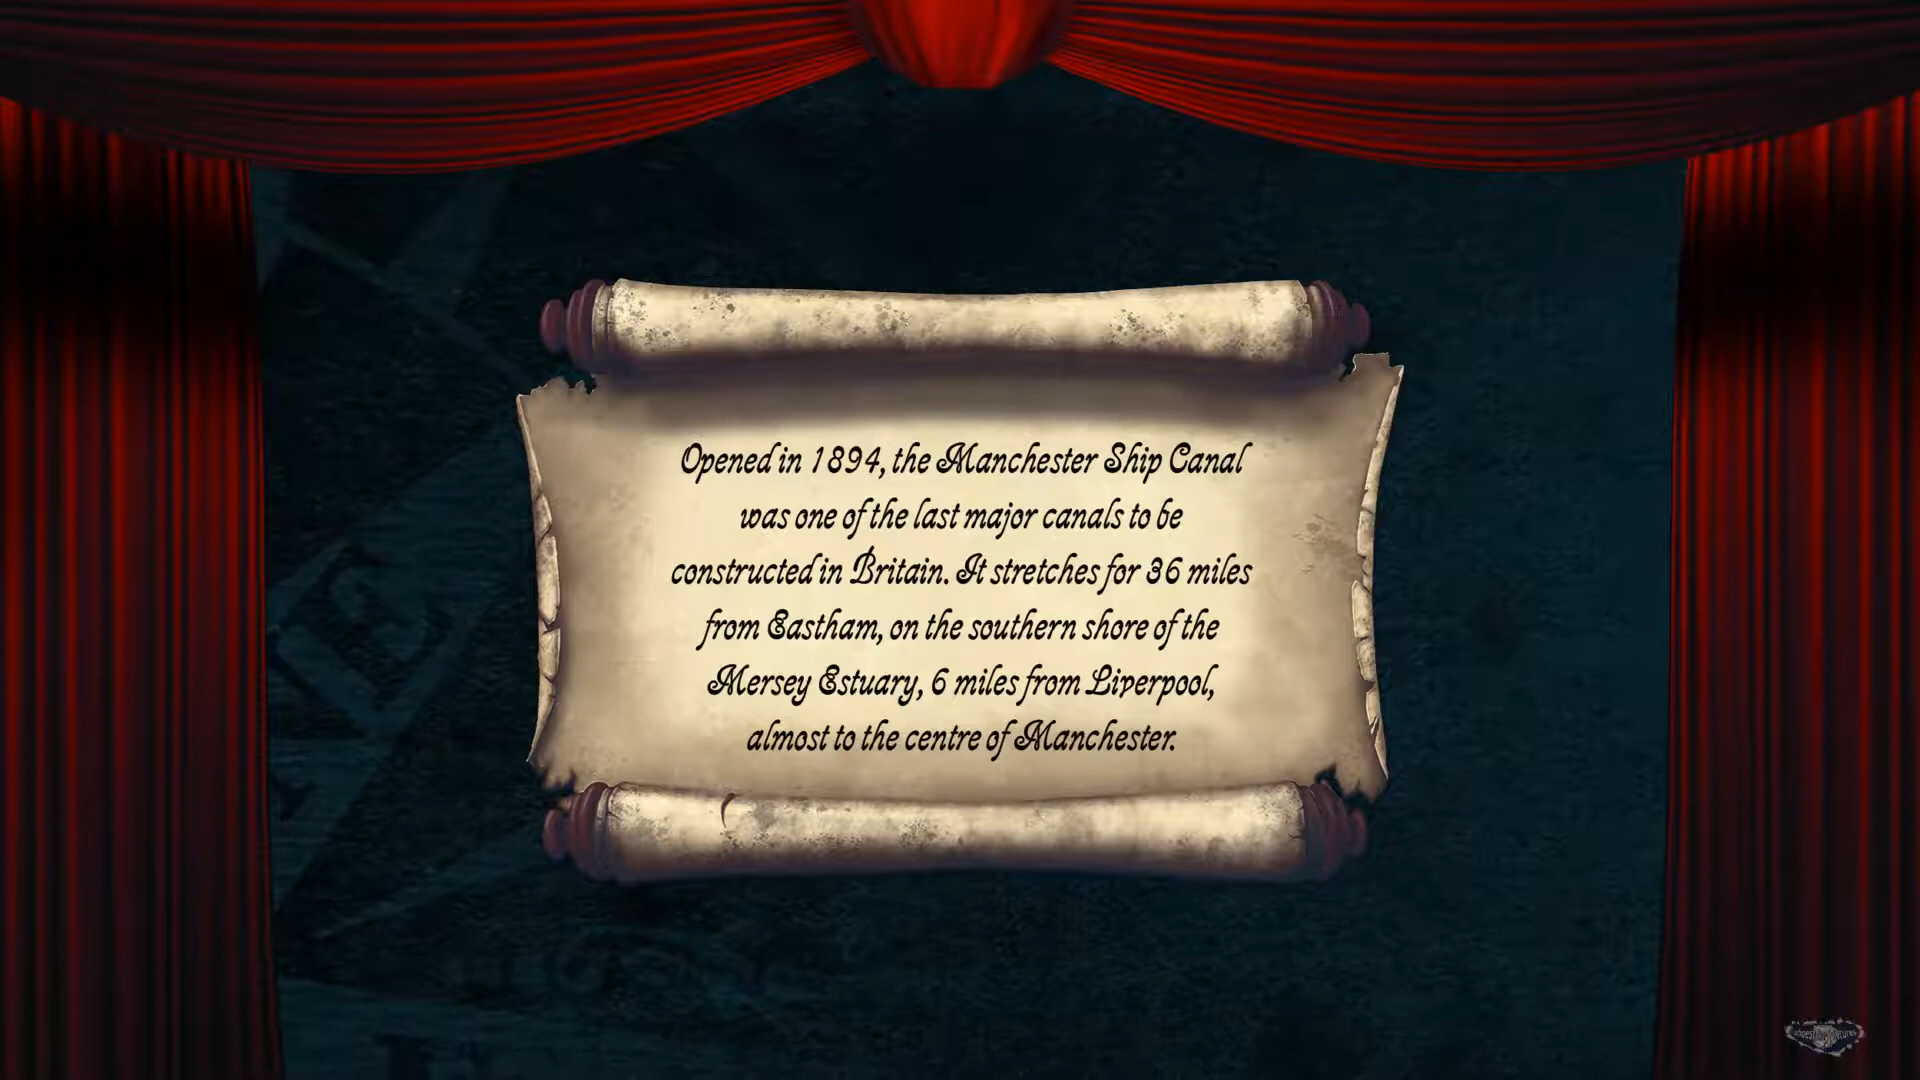 Opened in 1894, the Manchester Ship Canal
was one of the last major canals to be
constructed in Britain. It stretches for 36 miles
from Eastham, on the southern shore of the
Mersey Estuary, 6 miles from Liverpool,
almost to the centre of Manchester.